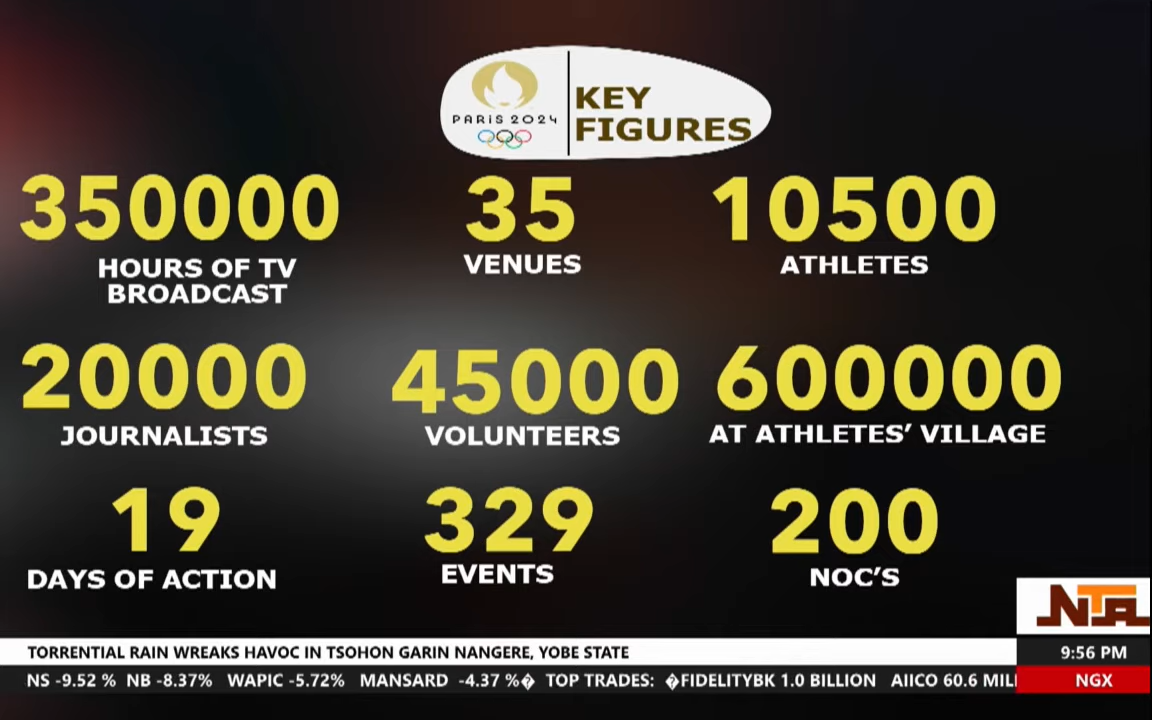 PARIS 2024
KEY
FIGURES
350000
HOURS OF TV
BROADCAST
35
VENUES
10500
ATHLETES
20000
JOURNALISTS
45000
VOLUNTEERS
600000
AT ATHLETES’ VILLAGE
19
DAYS OF ACTION
329
EVENTS
200
NOC’S
NTA
TORRENTIAL RAIN WREAKS HAVOC IN TSOHON GARIN NANGERE, YOBE STATE
9:56 PM
NS -9.52 % NB -8.37% WAPIC -5.72% MANSARD -4.37 %� TOP TRADES: �FIDELITYBK 1.0 BILLION AIICO 60.6 MIL
NGX